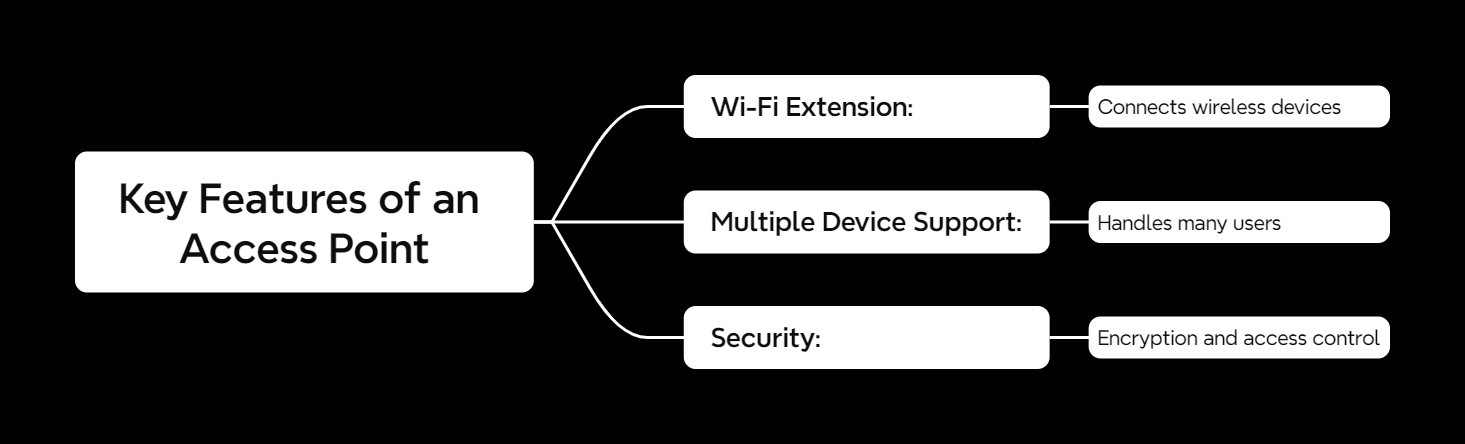 Key Features of an
Access Point
Wi-Fi Extension:
Connects wireless devices
Multiple Device Support:
Handles many users
Security:
Encryption and access control